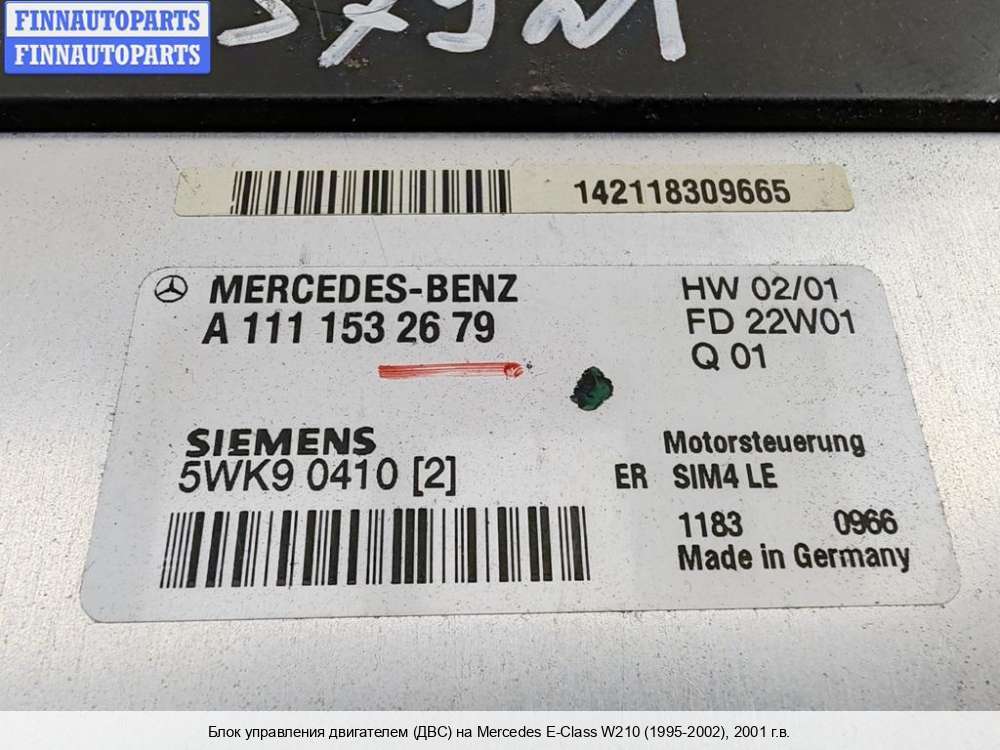 FINNAUTOPARTS
FINNAUTOPARTS
142118309665
MERCEDES-BENZ
A 111 153 26 79
HW 02/01
FD 22W01
Q 01
SIEMENS
5WK9 0410 [2]
Motorsteuerung
ER SIM4 LE
1183 0966
Made in Germany
Блок управления двигателем (ДВС) на Mercedes E-Class W210 (1995-2002), 2001 г.в.